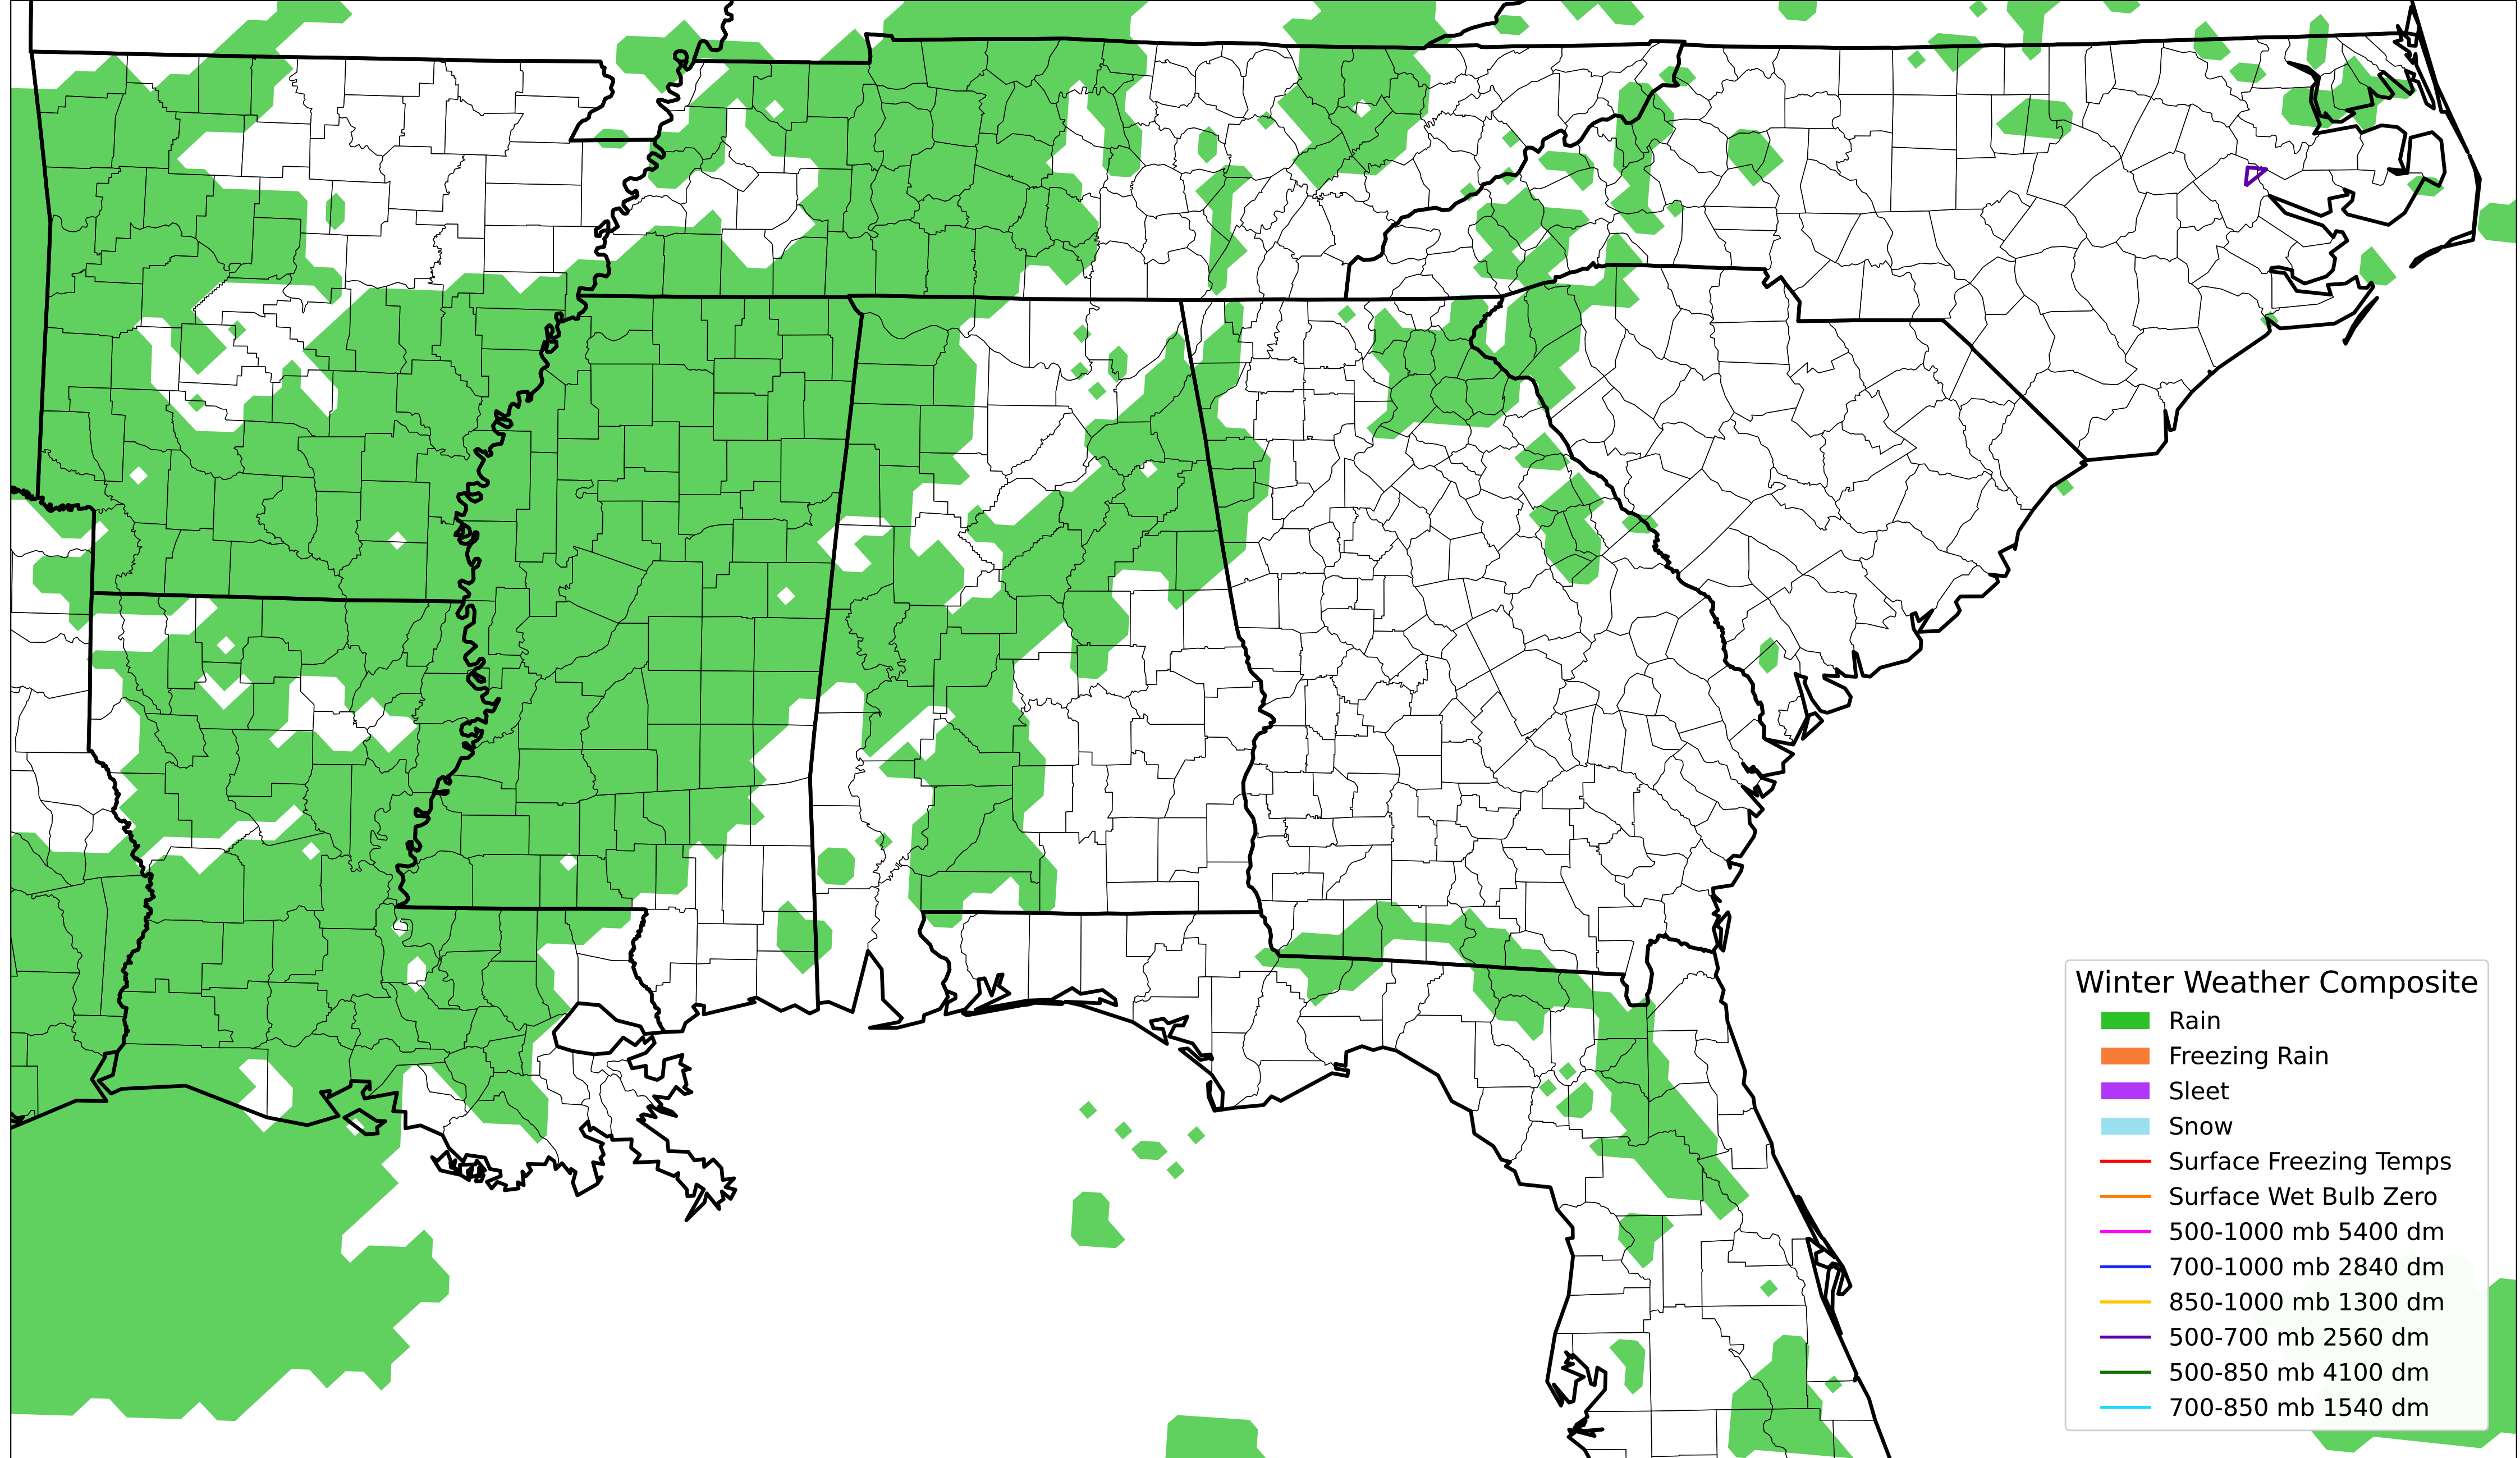 Winter Weather Composite
Rain
Freezing Rain
Sleet
Snow
Surface Freezing Temps
Surface Wet Bulb Zero
500-1000 mb 5400 dm
700-1000 mb 2840 dm
850-1000 mb 1300 dm
500-700 mb 2560 dm
500-850 mb 4100 dm
700-850 mb 1540 dm